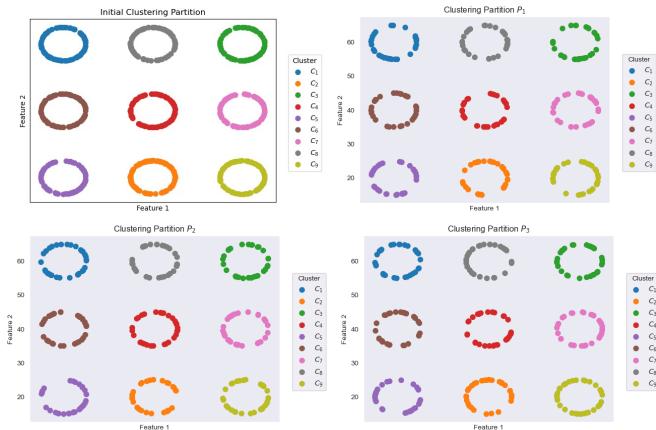 Initial Clustering Partition
Feature 2
Feature 1
Cluster
C1
C2
C3
C4
C5
C6
C7
C8
C9
Clustering Partition P1
60
50
40
30
20
Feature 2
Feature 1
Cluster
C1
C2
C3
C4
C5
C6
C7
C8
C9
Clustering Partition P2
60
50
40
30
20
Feature 2
Feature 1
Cluster
C1
C2
C3
C4
C5
C6
C7
C8
C9
Clustering Partition P3
60
50
40
30
20
Feature 2
Feature 1
Cluster
C1
C2
C3
C4
C5
C6
C7
C8
C9